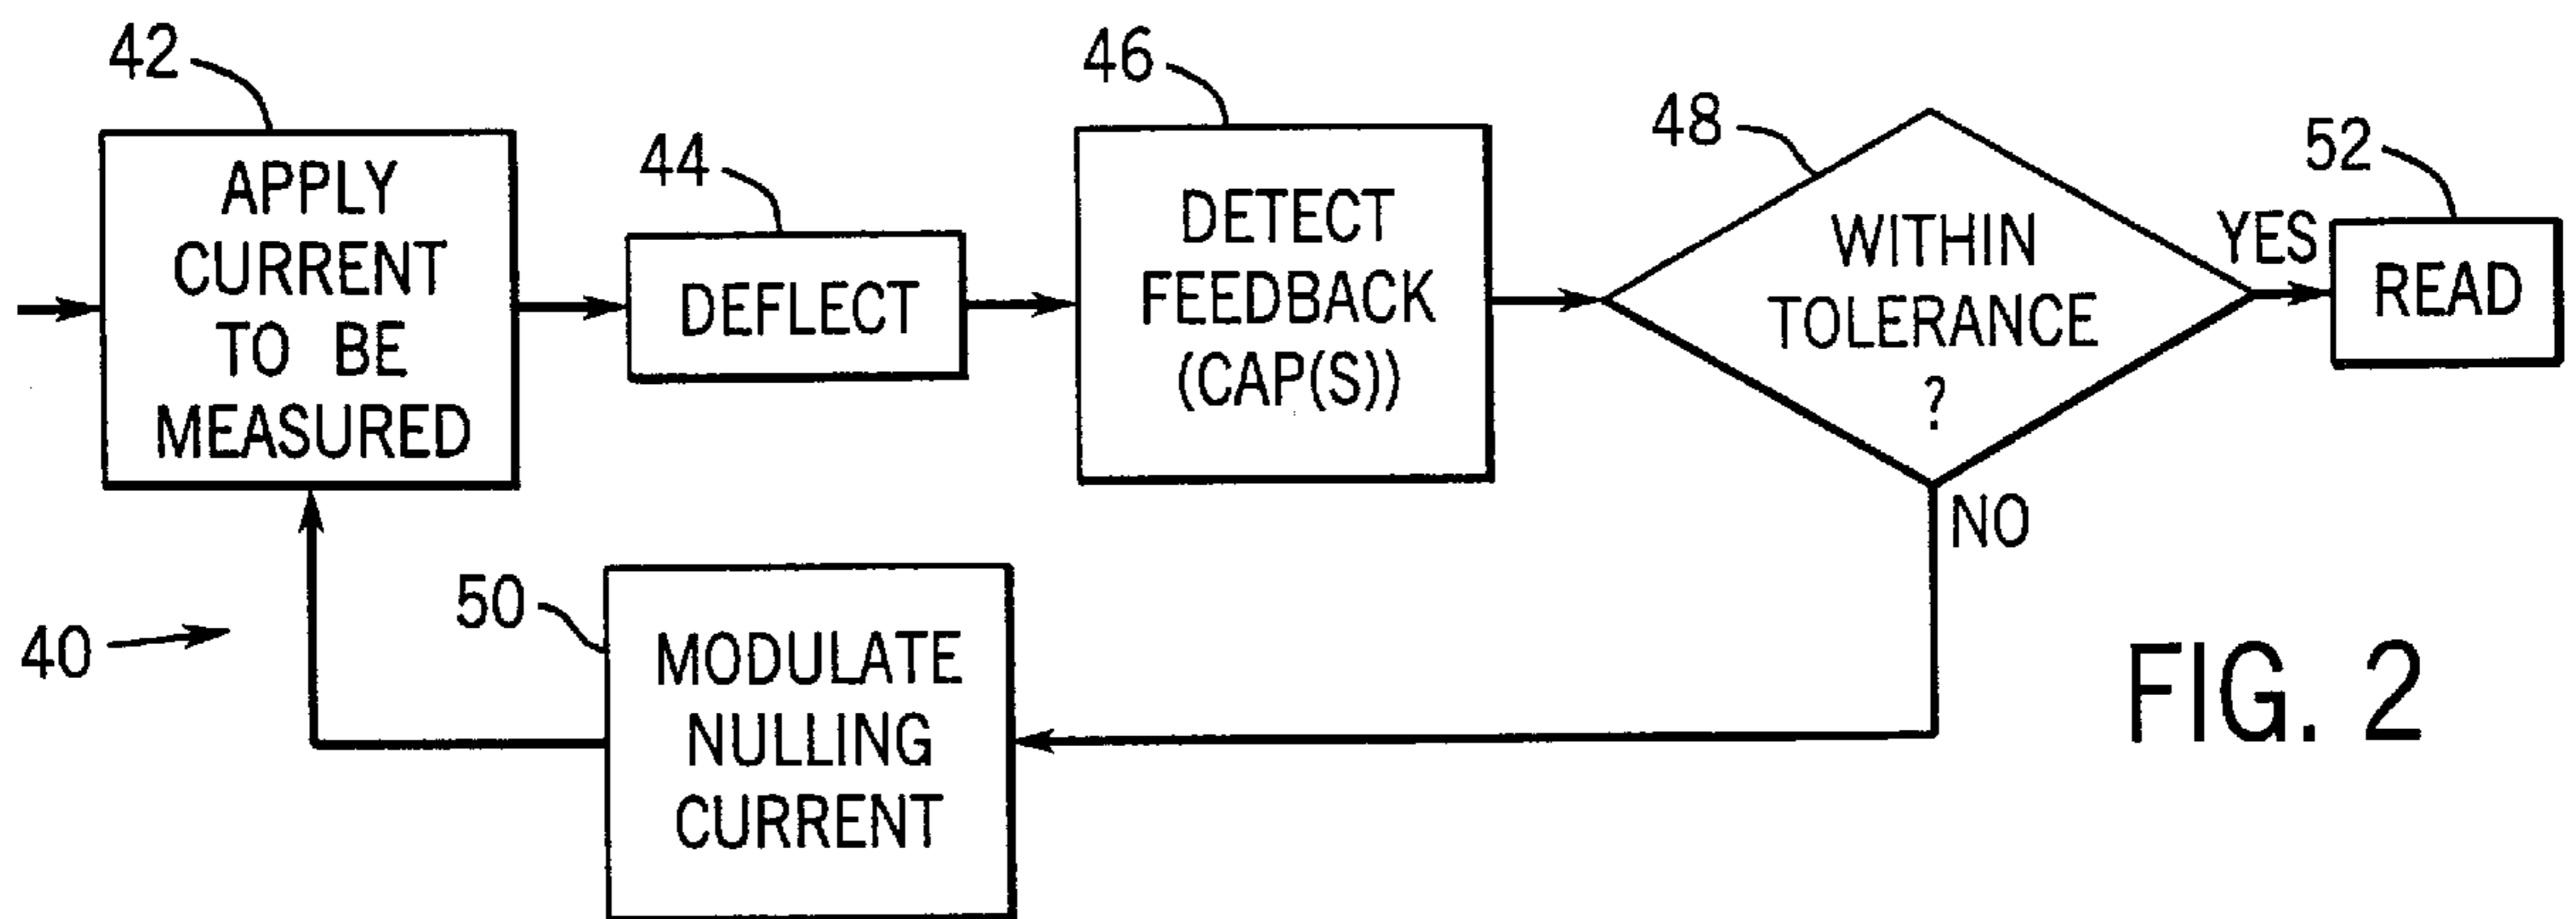 42
APPLY
CURRENT
TO BE
MEASURED
44
DEFLECT
46
DETECT
FEEDBACK
(CAP(S))
48
WITHIN
TOLERANCE
?
YES
52
READ
NO
50
MODULATE
NULLING
CURRENT
40
FIG. 2